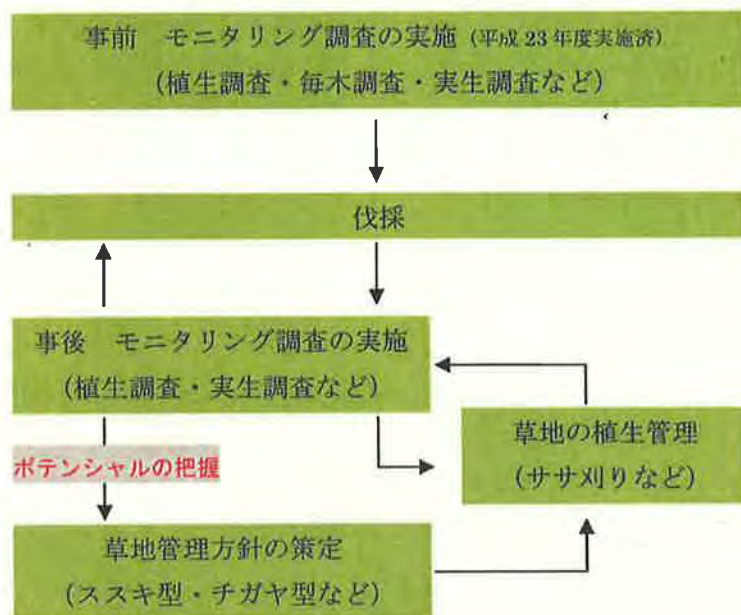 事前　モニタリング調査の実施（平成 23 年度実施済）
（植生調査・毎木調査・実生調査など）
伐採
事後　モニタリング調査の実施
（植生調査・実生調査など）
草地の植生管理
（ササ刈りなど）
ポテンシャルの把握
草地管理方針の策定
（ススキ型・チガヤ型など）